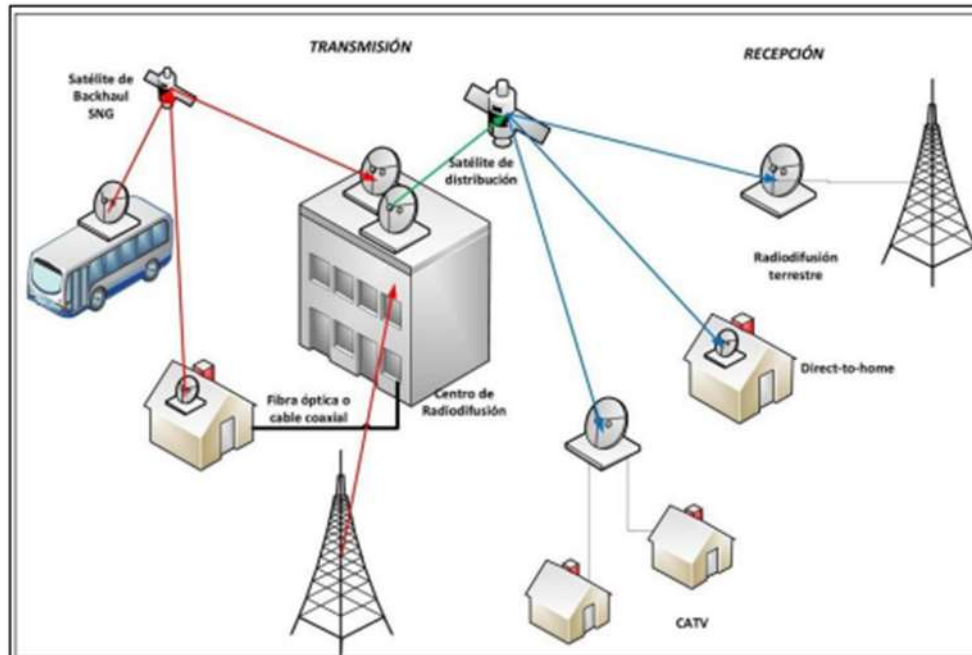 TRANSMISIÓN
RECEPCIÓN
Satélite de
Backhaul
SNG
Satélite de
distribución
Radiodifusión
terrestre
Direct-to-home
Fibra óptica o
cable coaxial
Centro de
Radiodifusión
CATV